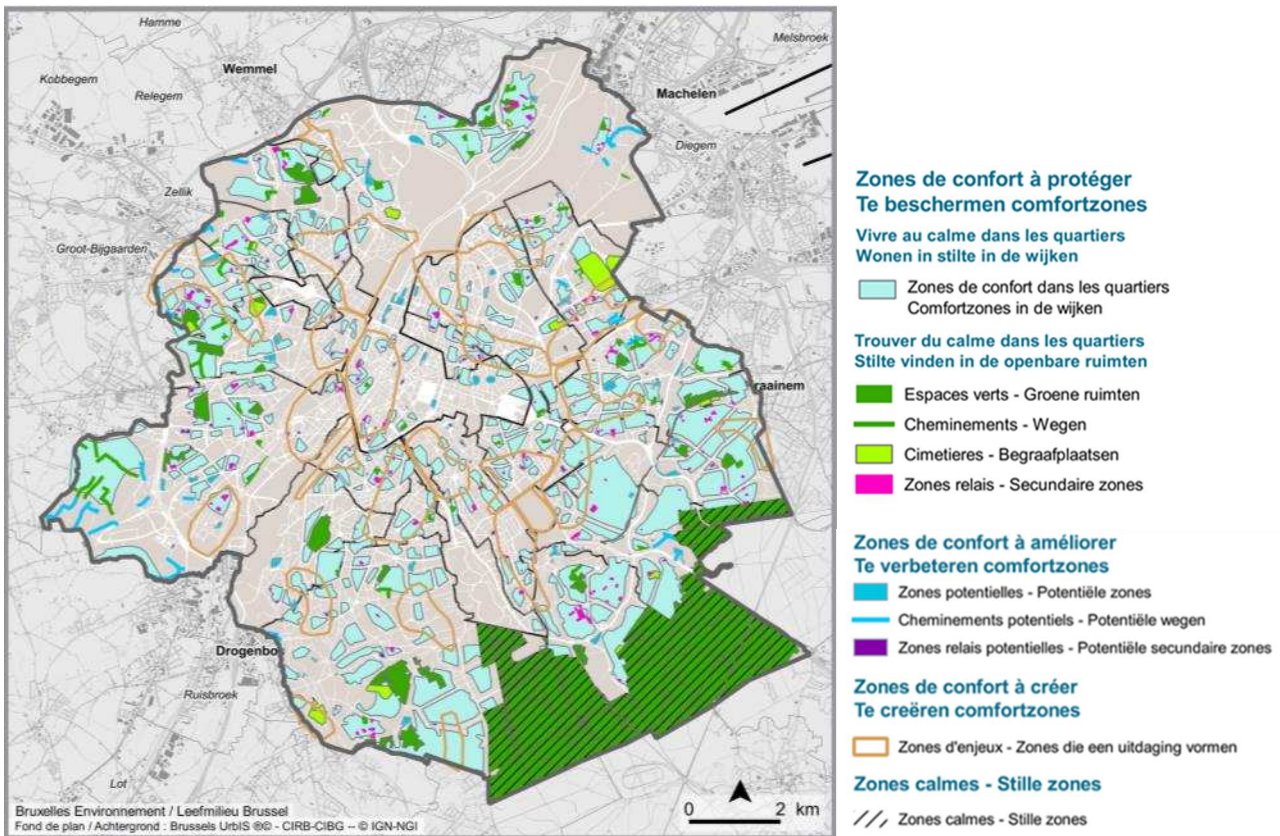 Hamme
Melsbroek
Wemmel
Kobbegem
Machelen
Relegem
Diegem
Zellik
Groot-Bijgaarden
raainem
Drogenbo
Ruisbroek
Lot
0 2 km
Bruxelles Environnement / Leefmilieu Brussel
Fond de plan / Achtergrond : Brussels UrbIS ®© - CIRB-CIBG -- © IGN-NGI
Zones de confort à protéger
Te beschermen comfortzones
Vivre au calme dans les quartiers
Wonen in stilte in de wijken
Zones de confort dans les quartiers
Comfortzones in de wijken
Trouver du calme dans les quartiers
Stilte vinden in de openbare ruimten
Espaces verts - Groene ruimten
Cheminements - Wegen
Cimetieres - Begraafplaatsen
Zones relais - Secundaire zones
Zones de confort à améliorer
Te verbeteren comfortzones
Zones potentielles - Potentiële zones
Cheminements potentiels - Potentiële wegen
Zones relais potentielles - Potentiële secundaire zones
Zones de confort à créer
Te creëren comfortzones
Zones d'enjeux - Zones die een uitdaging vormen
Zones calmes - Stille zones
Zones calmes - Stille zones